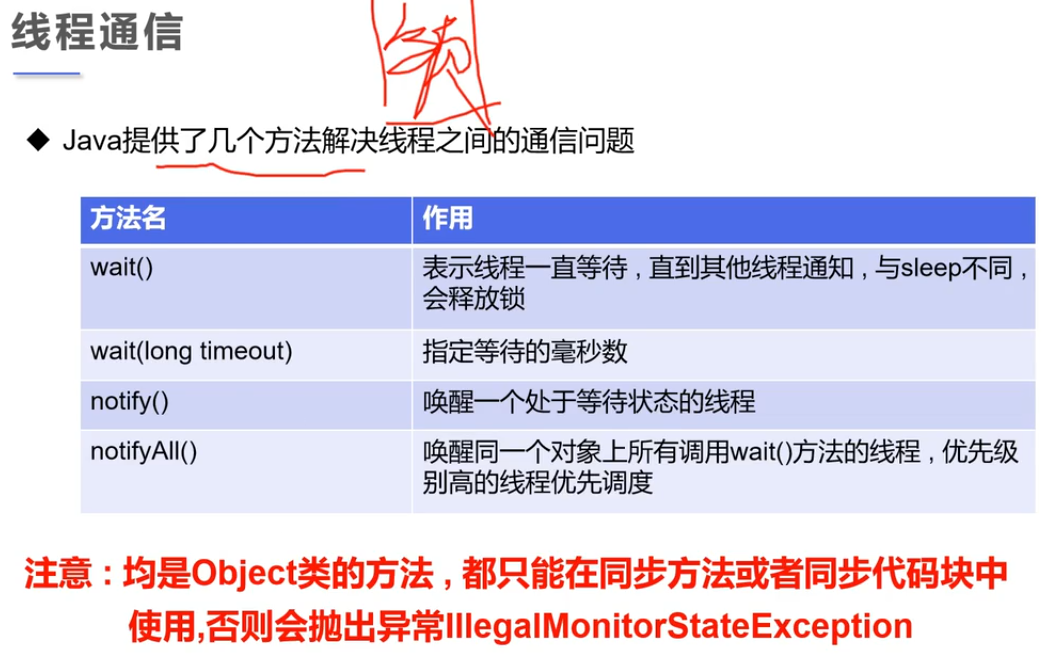 线程通信
锁
◆ Java提供了几个方法解决线程之间的通信问题
方法名 作用
wait() 表示线程一直等待，直到其他线程通知，与sleep不同，
会释放锁
wait(long timeout) 指定等待的毫秒数
notify() 唤醒一个处于等待状态的线程
notifyAll() 唤醒同一个对象上所有调用wait()方法的线程，优先级
别高的线程优先调度
注意：均是Object类的方法，都只能在同步方法或者同步代码块中
使用,否则会抛出异常IllegalMonitorStateException